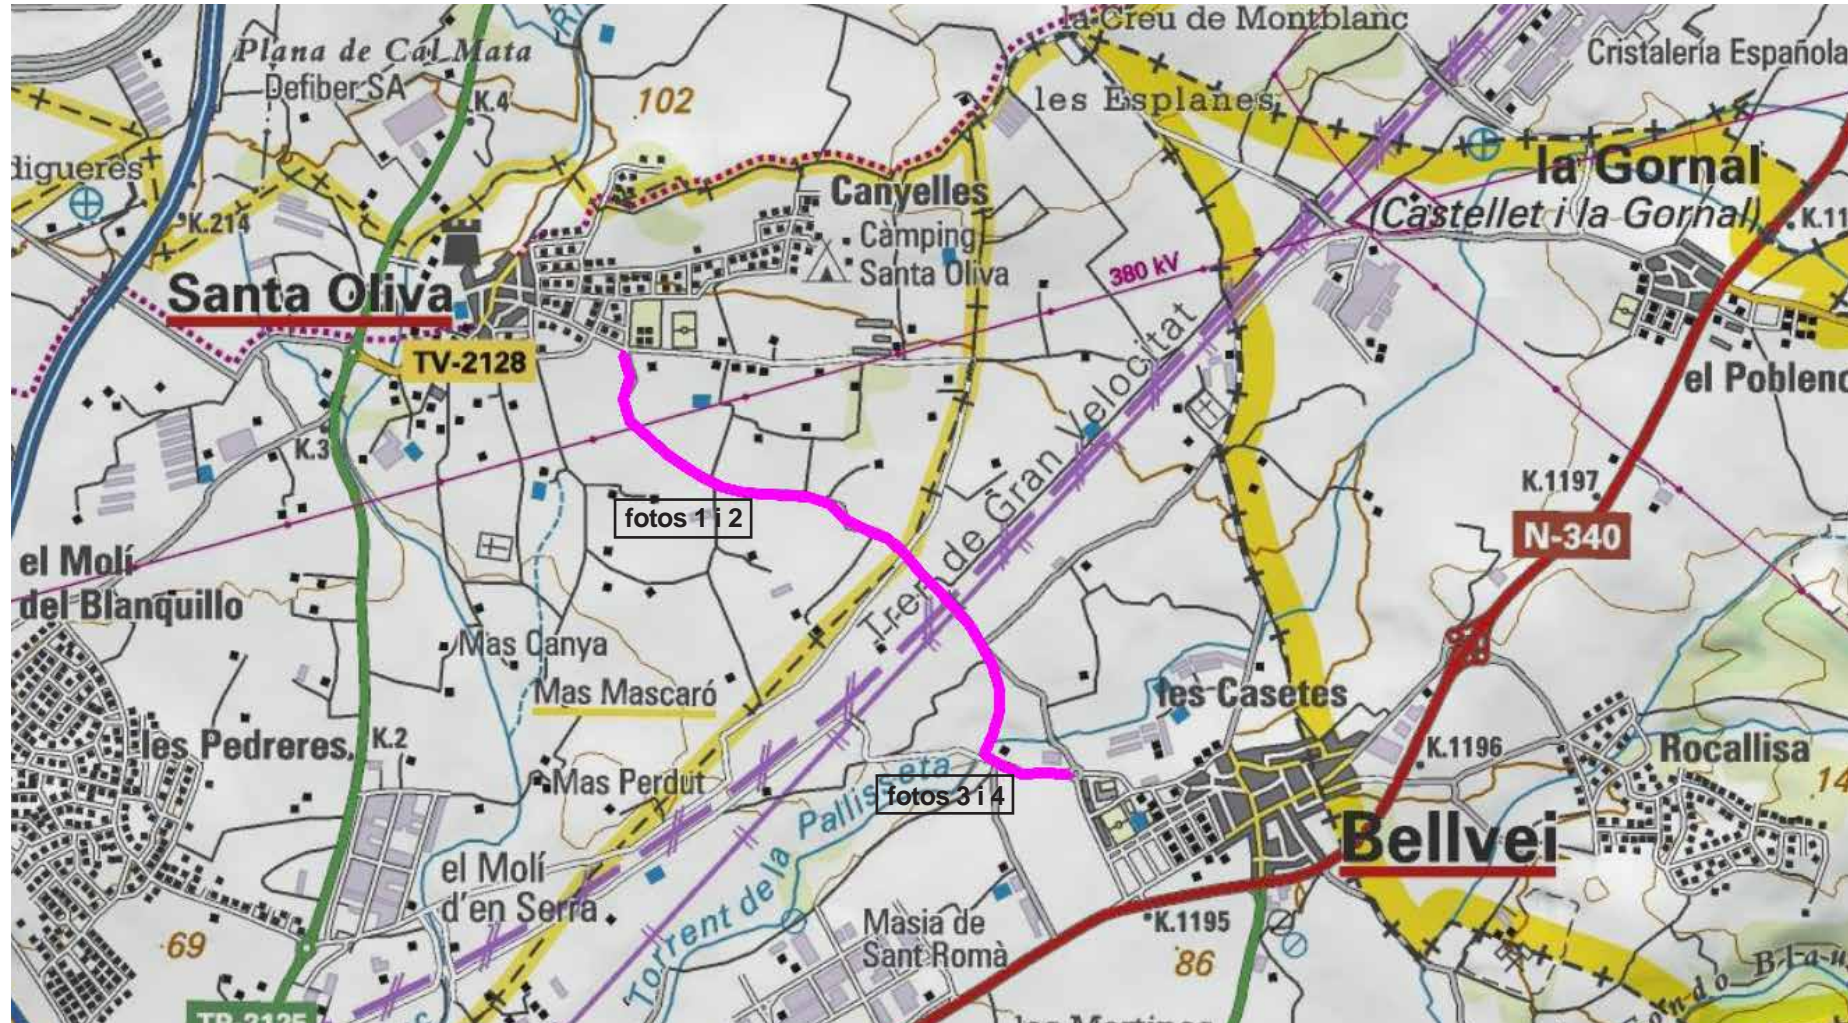 la Creu de Montblanc
Plana de Cal Mata
Defiber SA
K.4
102
Cristaleria Española
les Esplanes
digueres
K.214
Canyelles
Càmping
Santa Oliva
la Gornal
(Castellet i la Gornal)
K.11
380 kV
Santa Oliva
TV-2128
el Poblenc
K.3
Tren de Gran Velocitat
K.1197
fotos 1 i 2
N-340
el Molí
del Blanquillo
Mas Canya
Mas Mascaró
les Casetes
les Pedreres
K.2
K.1196
Rocallisa
14
Mas Perdut
fotos 3 i 4
Torrent de la Pallisseta
Bellvei
el Molí
d'en Serra
69
Masia de
Sant Romà
K.1195
86